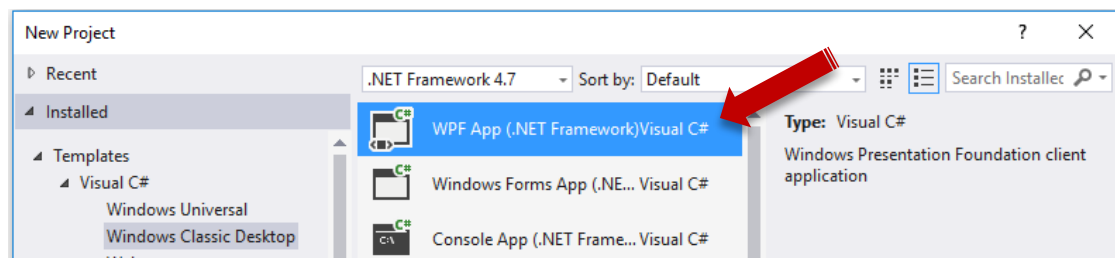 New Project
? ×
Recent
.NET Framework 4.7
Sort by: Default
Search Installec
Installed
C# WPF App (.NET Framework)Visual C#
Type: Visual C#
Windows Presentation Foundation client
application
Templates
Visual C#
C# Windows Forms App (.NE... Visual C#
Windows Universal
Windows Classic Desktop
C# C:\ Console App (.NET Frame... Visual C#